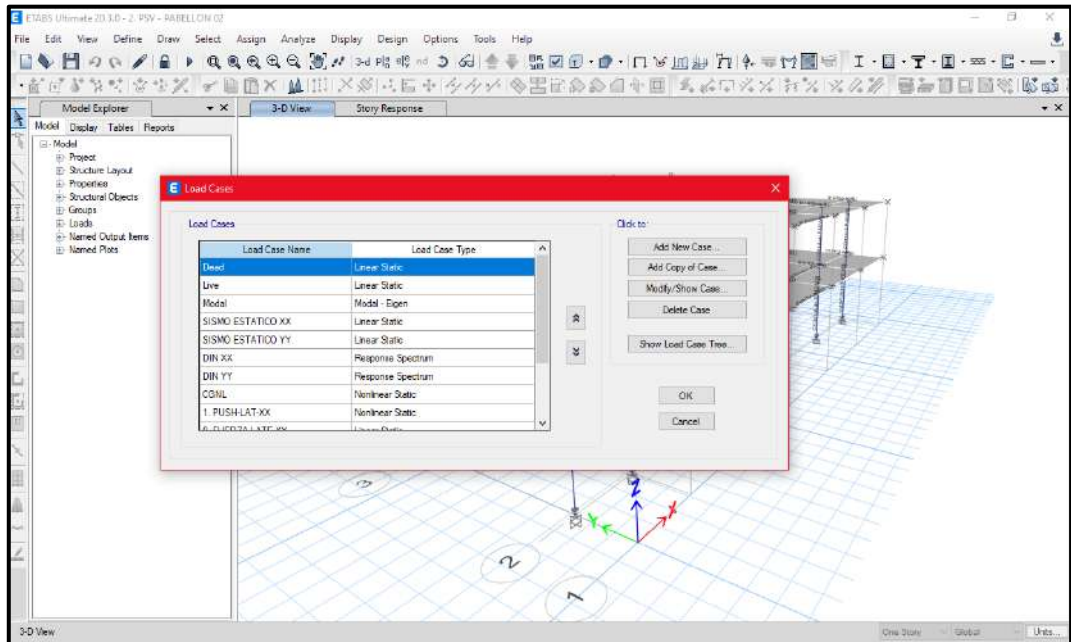 ETABS Ultimate 20.3.0 - 2. PSV - PABELLON 02
File Edit View Define Draw Select Assign Analyze Display Design Options Tools Help
3-d
Model Explorer
3-D View Story Response
Model Display Tables Reports
Model
Project
Structure Layout
Properties
Structural Objects
Groups
Loads
Named Output Items
Named Plots
Load Cases
Load Cases
Click to:
Load Case Name Load Case Type
Dead Linear Static
Live Linear Static
Modal Modal - Eigen
SISMO ESTATICO XX Linear Static
SISMO ESTATICO YY Linear Static
DIN XX Response Spectrum
DIN YY Response Spectrum
CGNL Nonlinear Static
1. PUSH-LAT-XX Nonlinear Static
Add New Case...
Add Copy of Case...
Modify/Show Case...
Delete Case
Show Load Case Tree...
OK
Cancel
3
2
1
Z
Y
X
3-D View
One Story Global Units...